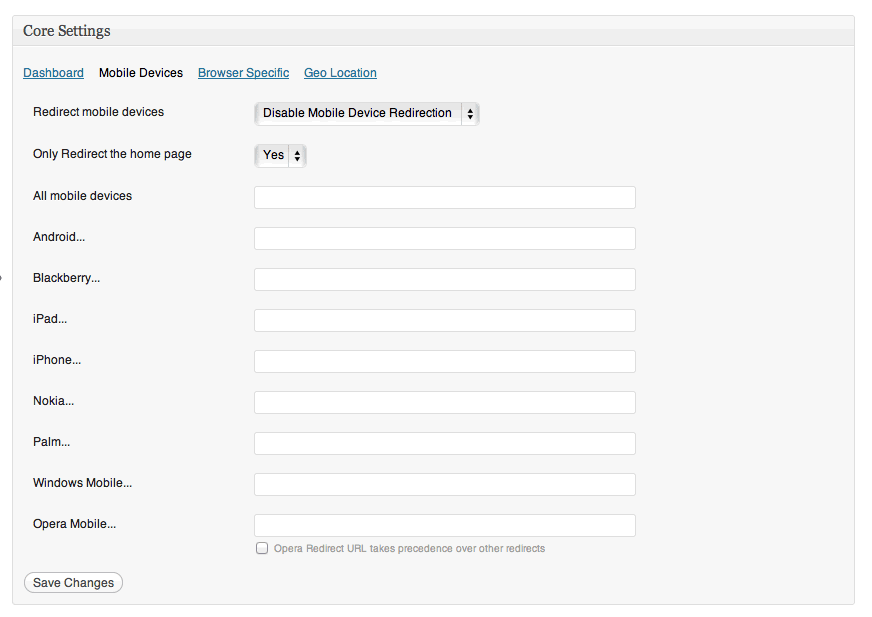 Core Settings
Dashboard Mobile Devices Browser Specific Geo Location
Redirect mobile devices Disable Mobile Device Redirection
Only Redirect the home page Yes
All mobile devices
Android...
Blackberry...
iPad...
iPhone...
Nokia...
Palm...
Windows Mobile...
Opera Mobile...
Opera Redirect URL takes precedence over other redirects
Save Changes